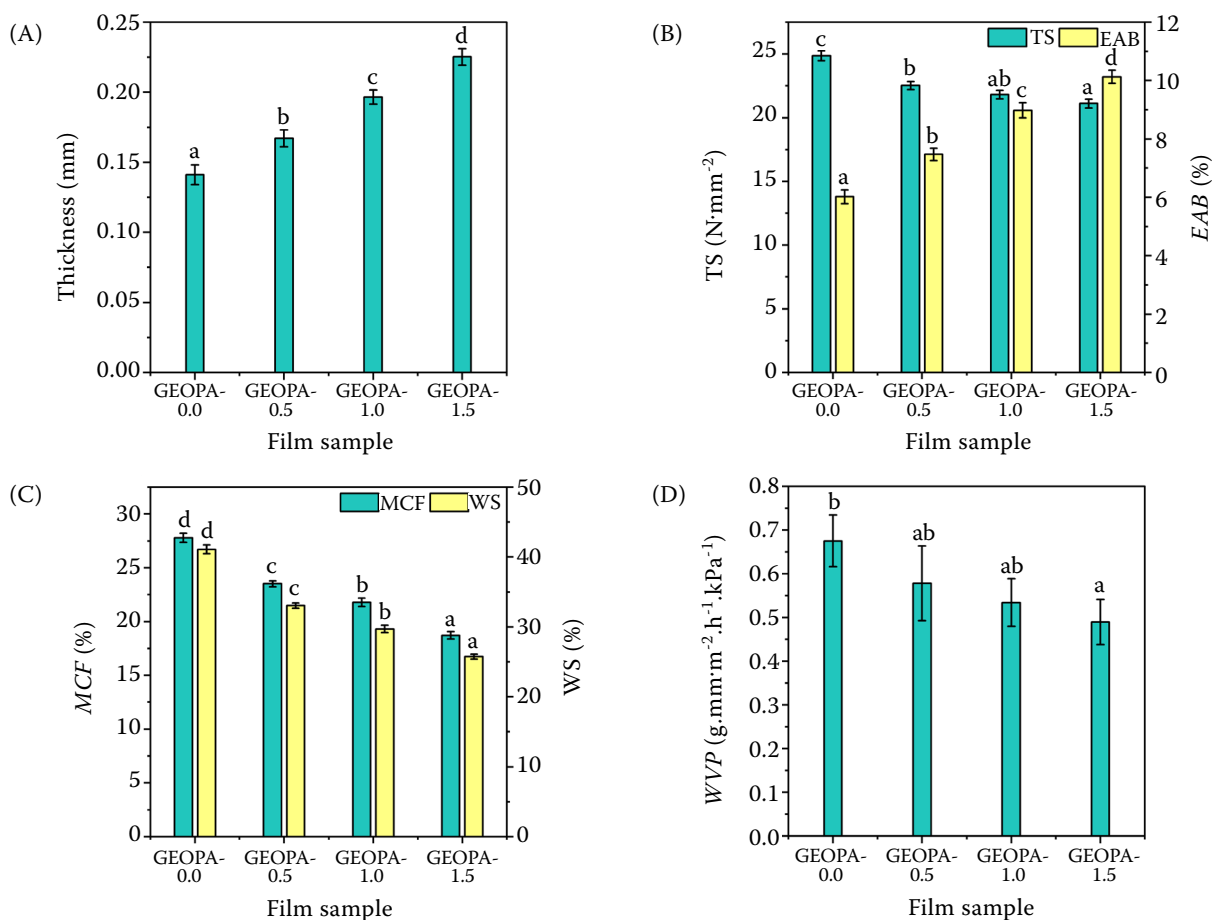 (A)
0.25
0.20
0.15
0.10
0.05
0.00
Thickness (mm)
a
b
c
d
GEOPA-
0.0
GEOPA-
0.5
GEOPA-
1.0
GEOPA-
1.5
Film sample
(B)
TS EAB
25
20
15
10
5
0
TS (N·mm-2)
c
a
b
b
ab
c
a
d
12
10
8
6
4
2
0
EAB (%)
GEOPA-
0.0
GEOPA-
0.5
GEOPA-
1.0
GEOPA-
1.5
Film sample
(C)
MCF WS
30
25
20
15
10
5
0
MCF (%)
d
d
c
c
b
b
a
a
50
40
30
20
10
0
WS (%)
GEOPA-
0.0
GEOPA-
0.5
GEOPA-
1.0
GEOPA-
1.5
Film sample
(D)
0.8
0.7
0.6
0.5
0.4
0.3
0.2
0.1
0.0
WVP (g.mm·m-2.h-1.kPa-1)
b
ab
ab
a
GEOPA-
0.0
GEOPA-
0.5
GEOPA-
1.0
GEOPA-
1.5
Film sample